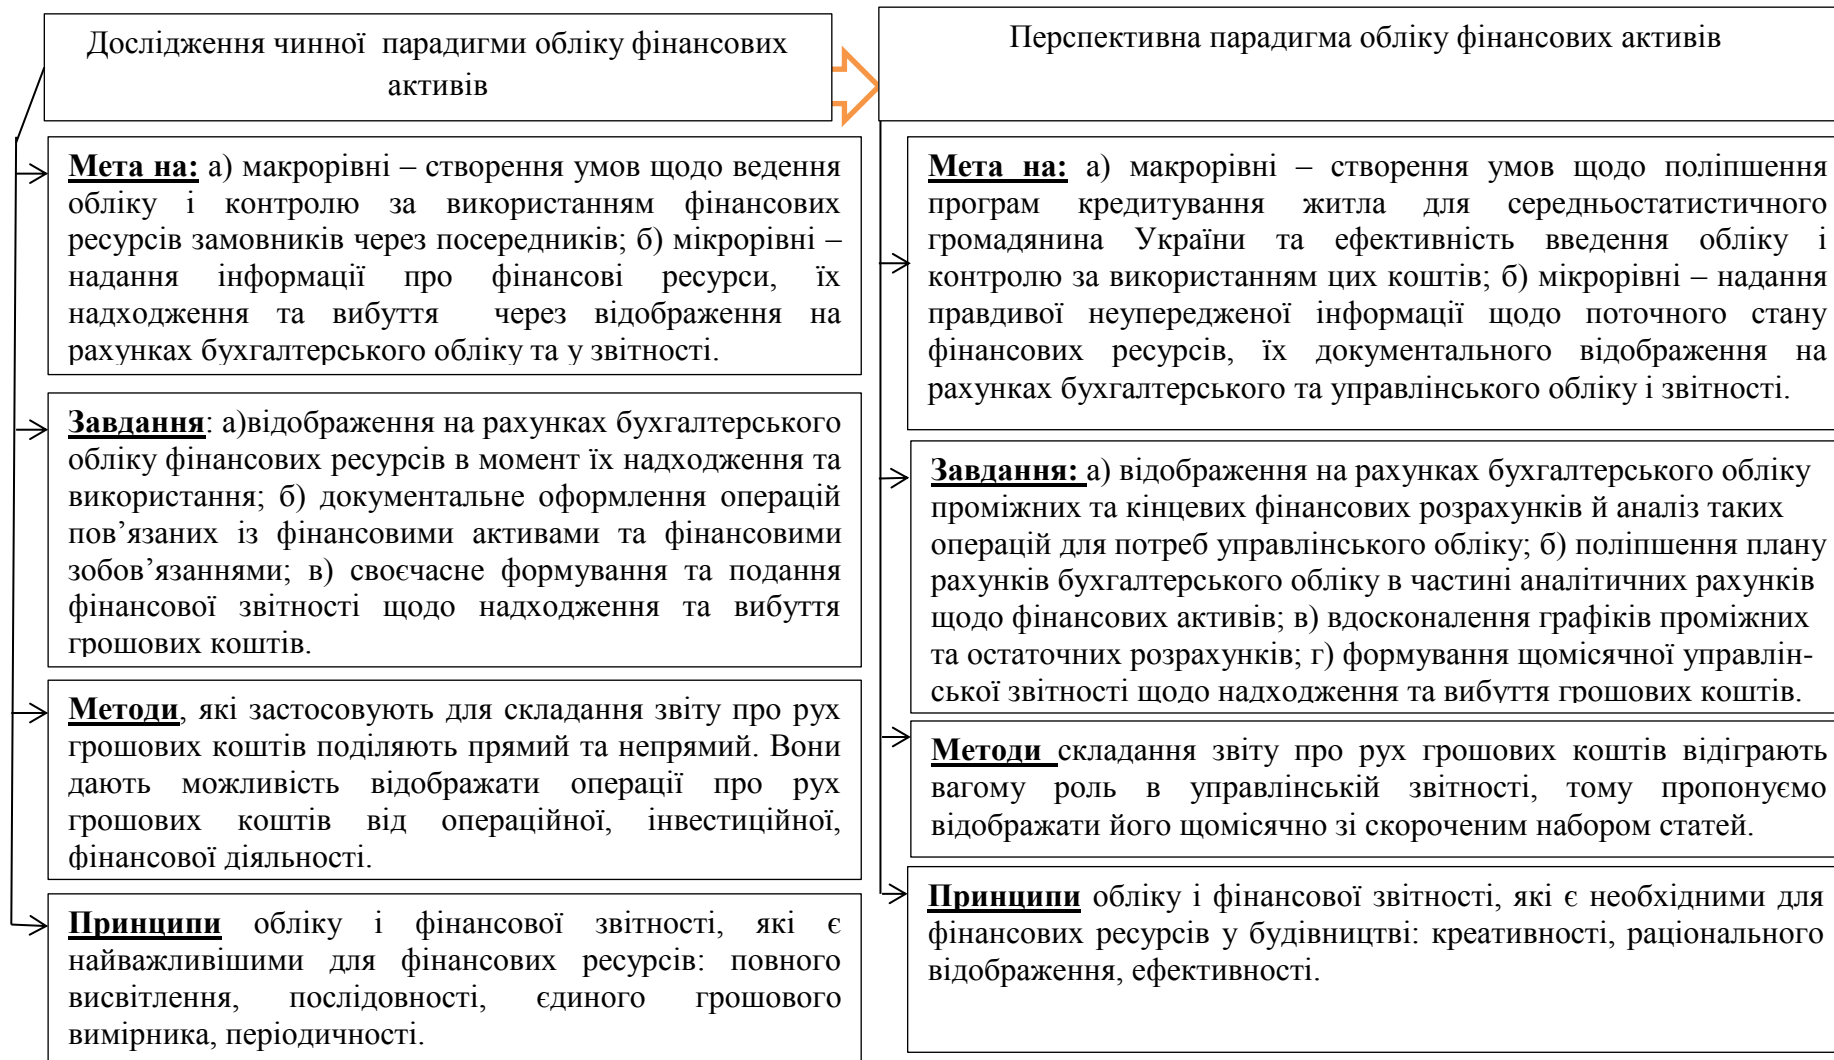 Дослідження чинної парадигми обліку фінансових
активів
Мета на: а) макрорівні – створення умов щодо ведення
обліку і контролю за використанням фінансових
ресурсів замовників через посередників; б) мікрорівні –
надання інформації про фінансові ресурси, їх
надходження та вибуття через відображення на
рахунках бухгалтерського обліку та у звітності.
Завдання: а)відображення на рахунках бухгалтерського
обліку фінансових ресурсів в момент їх надходження та
використання; б) документальне оформлення операцій
пов’язаних із фінансовими активами та фінансовими
зобов’язаннями; в) своєчасне формування та подання
фінансової звітності щодо надходження та вибуття
грошових коштів.
Методи, які застосовують для складання звіту про рух
грошових коштів поділяють прямий та непрямий. Вони
дають можливість відображати операції про рух
грошових коштів від операційної, інвестиційної,
фінансової діяльності.
Принципи обліку і фінансової звітності, які є
найважливішими для фінансових ресурсів: повного
висвітлення, послідовності, єдиного грошового
вимірника, періодичності.
Перспективна парадигма обліку фінансових активів
Мета на: а) макрорівні – створення умов щодо поліпшення
програм кредитування житла для середньостатистичного
громадянина України та ефективність введення обліку і
контролю за використанням цих коштів; б) мікрорівні – надання
правдивої неупередженої інформації щодо поточного стану
фінансових ресурсів, їх документального відображення на
рахунках бухгалтерського та управлінського обліку і звітності.
Завдання: а) відображення на рахунках бухгалтерського обліку
проміжних та кінцевих фінансових розрахунків й аналіз таких
операцій для потреб управлінського обліку; б) поліпшення плану
рахунків бухгалтерського обліку в частині аналітичних рахунків
щодо фінансових активів; в) вдосконалення графіків проміжних
та остаточних розрахунків; г) формування щомісячної управлін-
ської звітності щодо надходження та вибуття грошових коштів.
Методи складання звіту про рух грошових коштів відіграють
вагому роль в управлінській звітності, тому пропонуємо
відображати його щомісячно зі скороченим набором статей.
Принципи обліку і фінансової звітності, які є необхідними для
фінансових ресурсів у будівництві: креативності, раціонального
відображення, ефективності.